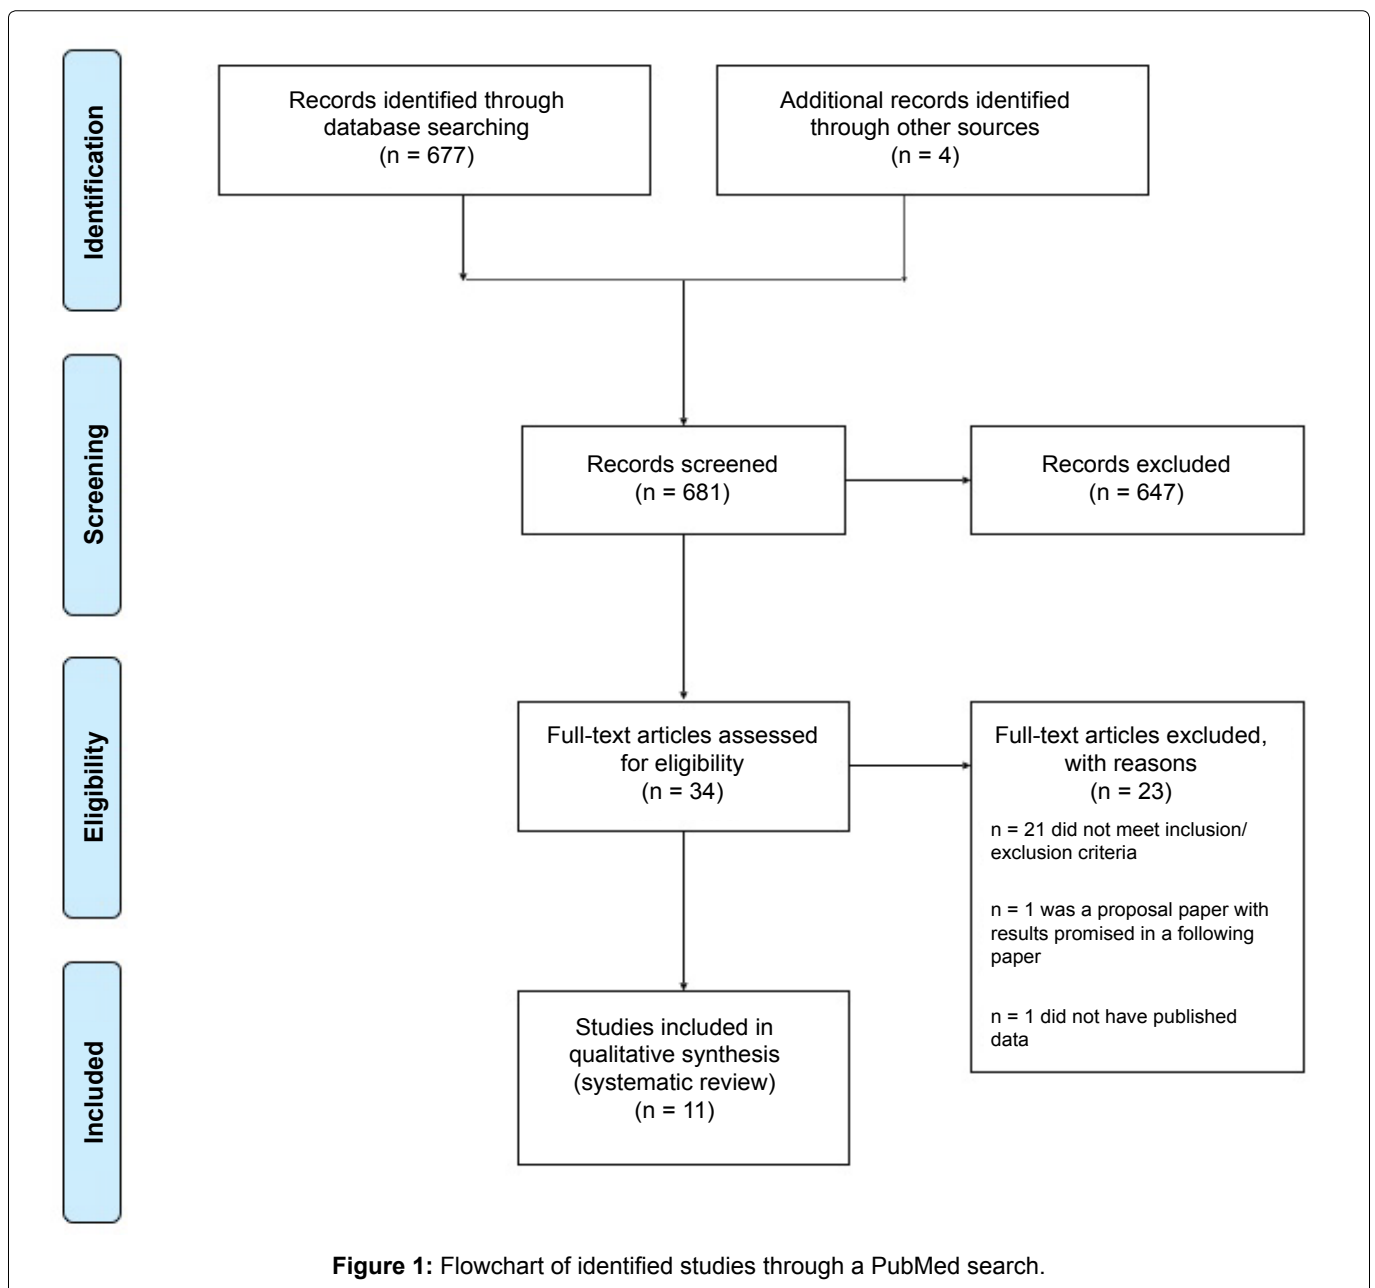 Identification
Records identified through
database searching
(n = 677)
Additional records identified
through other sources
(n = 4)
Screening
Records screened
(n = 681)
Records excluded
(n = 647)
Eligibility
Full-text articles assessed
for eligibility
(n = 34)
Full-text articles excluded,
with reasons
(n = 23)
n = 21 did not meet inclusion/
exclusion criteria
n = 1 was a proposal paper with
results promised in a following
paper
n = 1 did not have published
data
Included
Studies included in
qualitative synthesis
(systematic review)
(n = 11)
Figure 1: Flowchart of identified studies through a PubMed search.